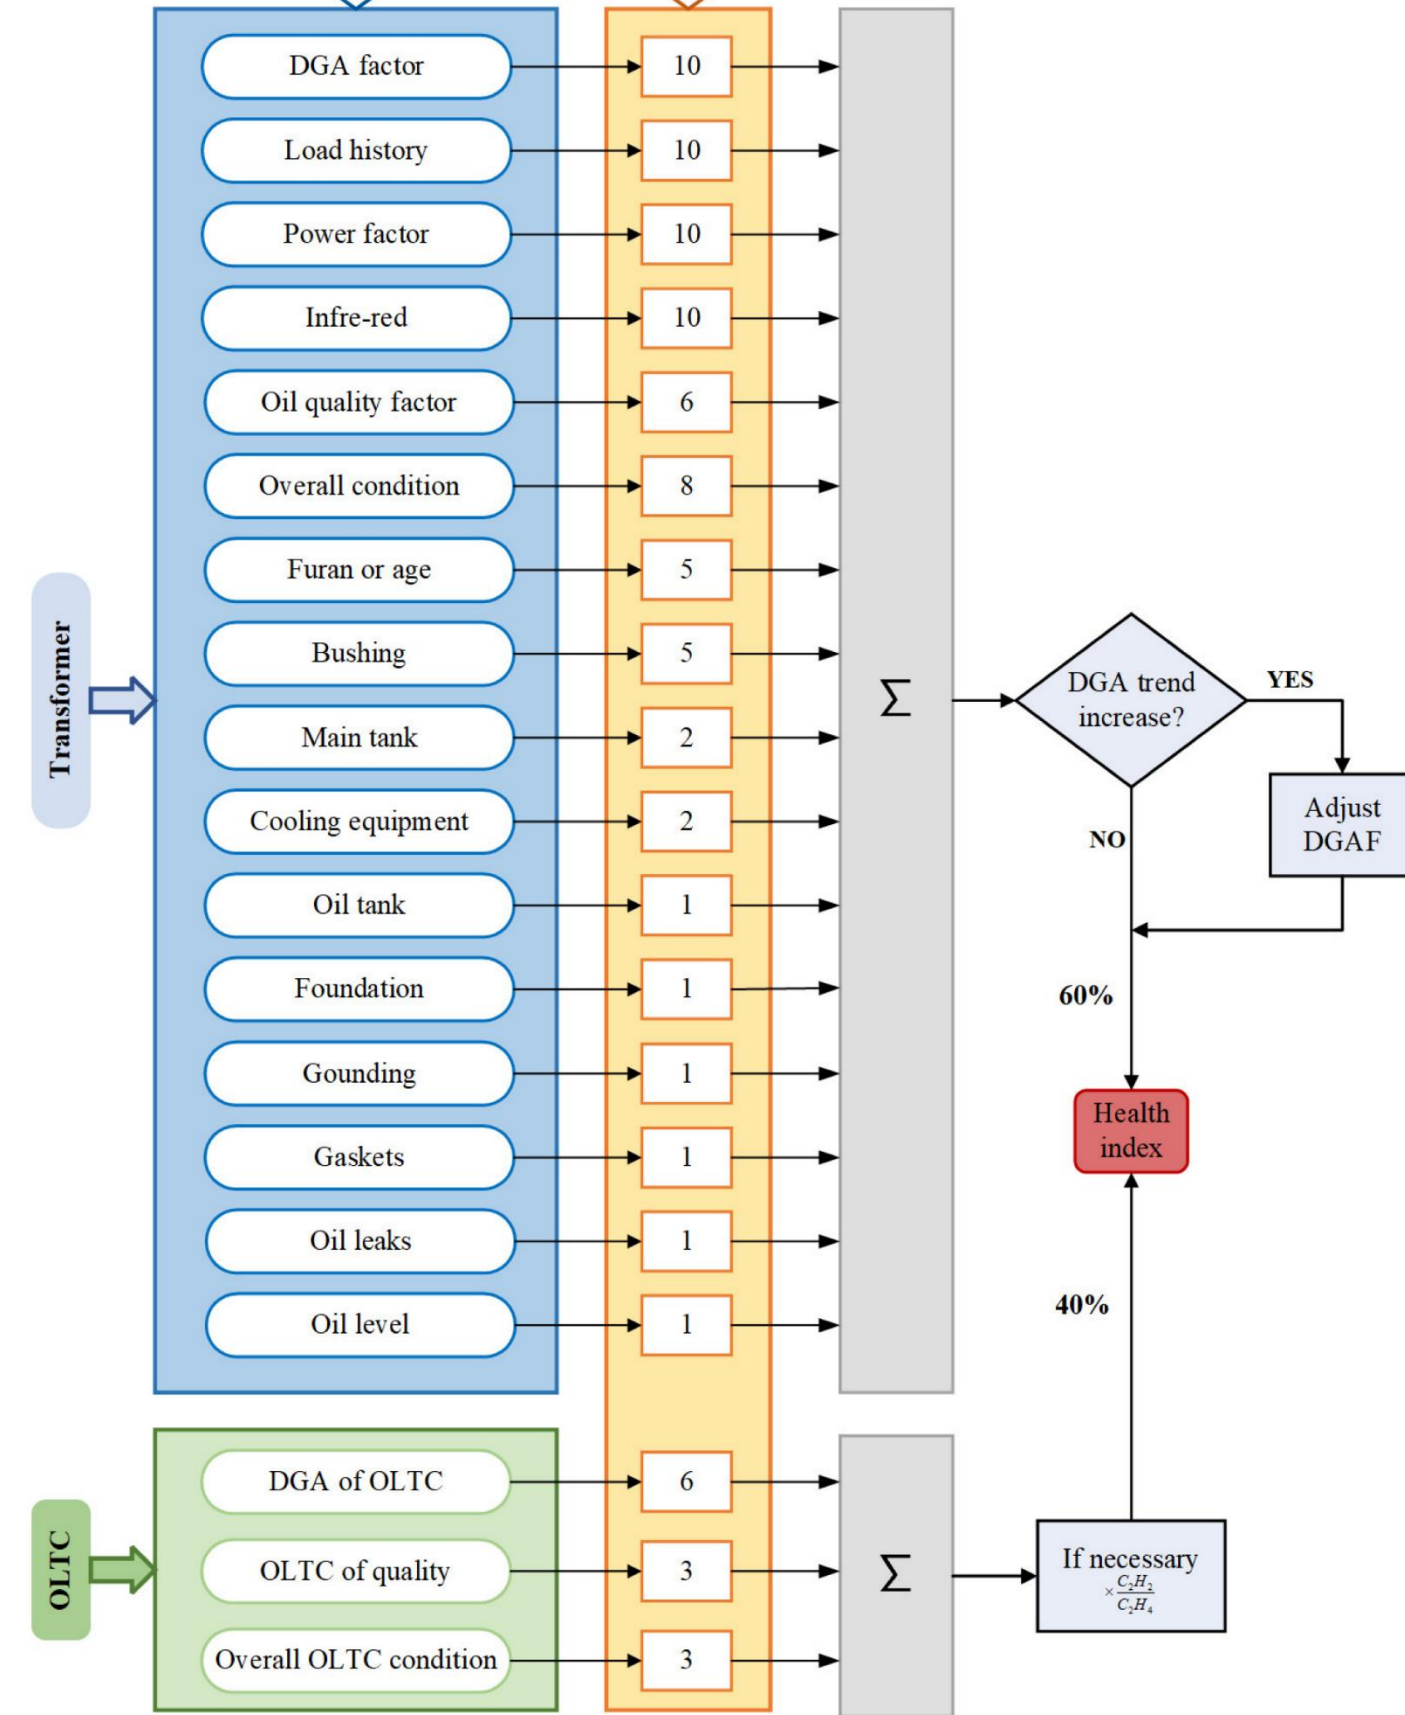 DGA factor
10
Load history
10
Power factor
10
Infre-red
10
Oil quality factor
6
Overall condition
8
Furan or age
5
Bushing
5
Main tank
2
Cooling equipment
2
Oil tank
1
Foundation
1
Gounding
1
Gaskets
1
Oil leaks
1
Oil level
1
Transformer
Σ
DGA trend
increase?
YES
Adjust
DGAF
NO
60%
Health
index
40%
DGA of OLTC
6
OLTC of quality
3
Overall OLTC condition
3
OLTC
Σ
If necessary
× C₂H₂
C₂H₄